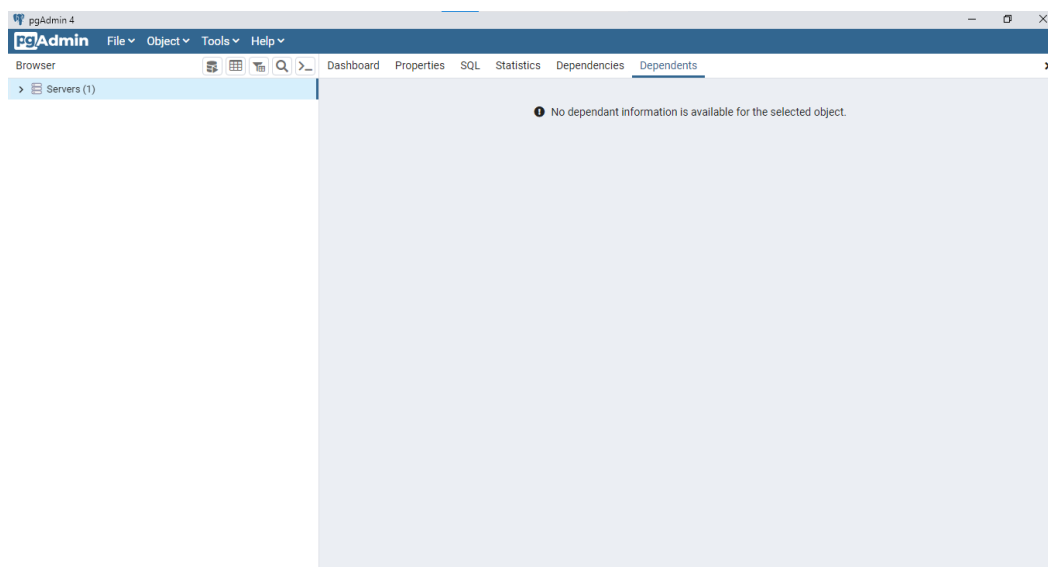 pgAdmin 4
pgAdmin File Object Tools Help
Browser Dashboard Properties SQL Statistics Dependencies Dependents
Servers (1)
No dependant information is available for the selected object.